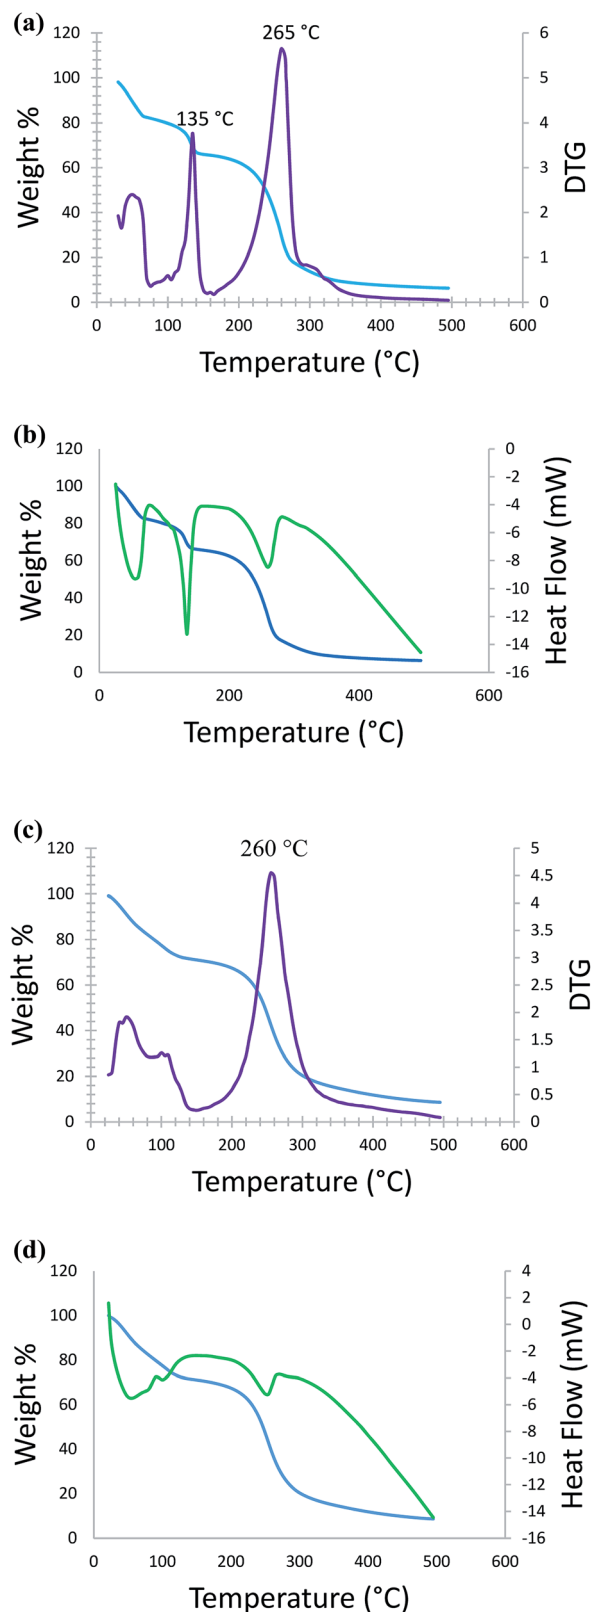 (a)
265 °C
135 °C
120
100
80
60
40
20
0
Weight %
6
5
4
3
2
1
0
DTG
0 100 200 300 400 500 600
Temperature (°C)
(b)
120
100
80
60
40
20
0
Weight %
0
-2
-4
-6
-8
-10
-12
-14
-16
Heat Flow (mW)
0 200 400 600
Temperature (°C)
(c)
260 °C
120
100
80
60
40
20
0
Weight %
5
4.5
4
3.5
3
2.5
2
1.5
1
0.5
0
DTG
0 100 200 300 400 500 600
Temperature (°C)
(d)
120
100
80
60
40
20
0
Weight %
4
2
0
-2
-4
-6
-8
-10
-12
-14
-16
Heat Flow (mW)
0 100 200 300 400 500 600
Temperature (°C)